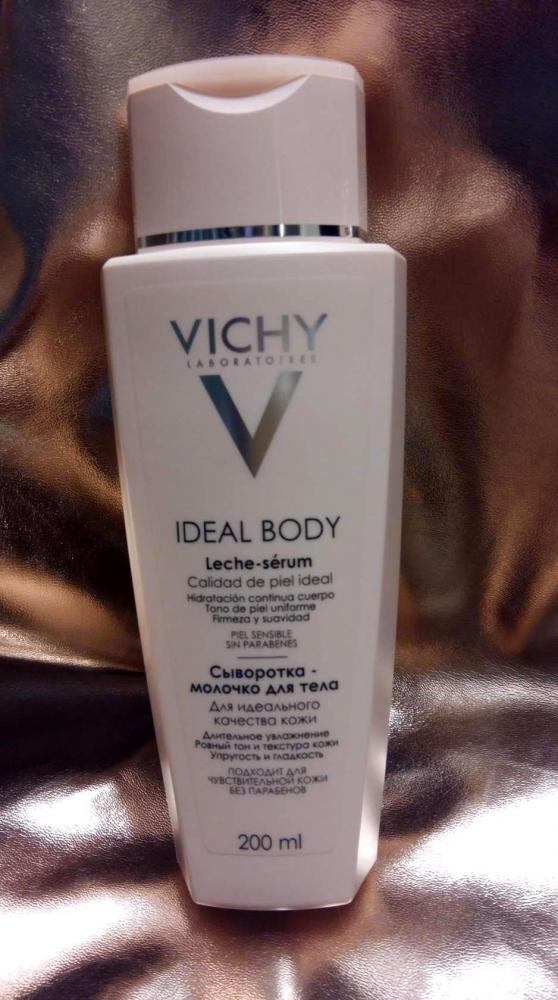 VICHY
LABORATOIRES
V
IDEAL BODY
Leche-sérum
Calidad de piel ideal
Hidratación continua cuerpo
Tono de piel uniforme
Firmeza y suavidad
PIEL SENSIBLE
SIN PARABENES
Сыворотка -
молочко для тела
Для идеального
качества кожи
Длительное увлажнение
Ровный тон и текстура кожи
Упругость и гладкость
ПОДХОДИТ ДЛЯ
ЧУВСТВИТЕЛЬНОЙ КОЖИ
БЕЗ ПАРАБЕНОВ
200 ml